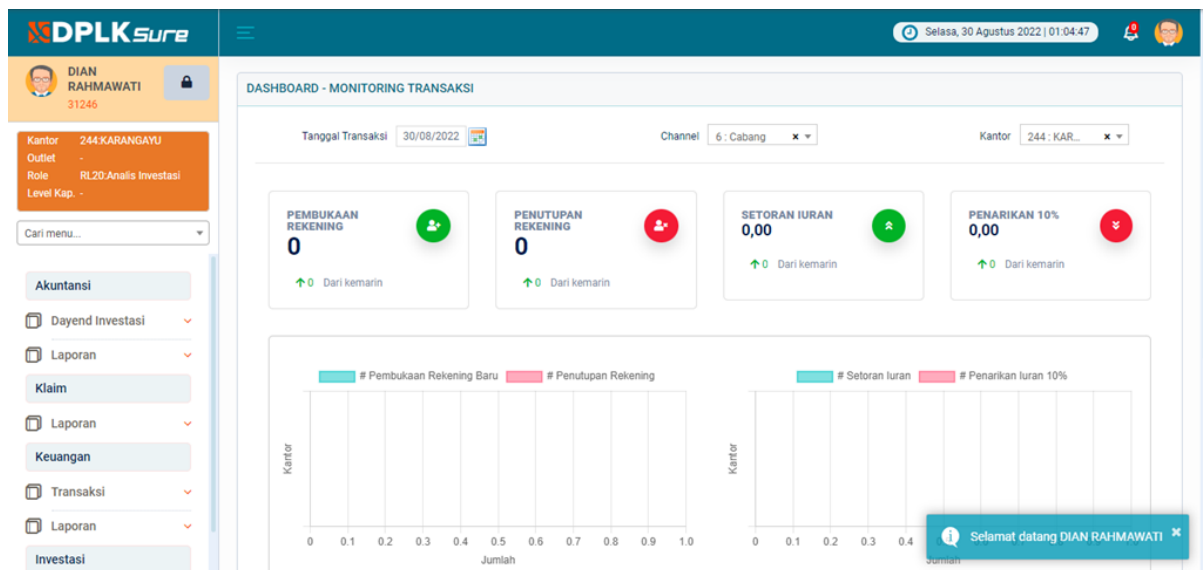 DPLKSure
Selasa, 30 Agustus 2022 | 01:04:47
DIAN
RAHMAWATI
31246
Kantor 244:KARANGAYU
Outlet -
Role RL20:Analis Investasi
Level Kap. -
Cari menu...
Akuntansi
Dayend Investasi
Laporan
Klaim
Laporan
Keuangan
Transaksi
Laporan
Investasi
DASHBOARD - MONITORING TRANSAKSI
Tanggal Transaksi 30/08/2022
Channel 6 : Cabang x
Kantor 244 : KAR... x
PEMBUKAAN
REKENING
0
0 Dari kemarin
PENUTUPAN
REKENING
0
0 Dari kemarin
SETORAN IURAN
0,00
0 Dari kemarin
PENARIKAN 10%
0,00
0 Dari kemarin
# Pembukaan Rekening Baru # Penutupan Rekening
Kantor
0 0.1 0.2 0.3 0.4 0.5 0.6 0.7 0.8 0.9 1.0
Jumlah
# Setoran Iuran # Penarikan Iuran 10%
Kantor
0 0.1 0.2 0.3 0.4
Jumlah
Selamat datang DIAN RAHMAWATI ×